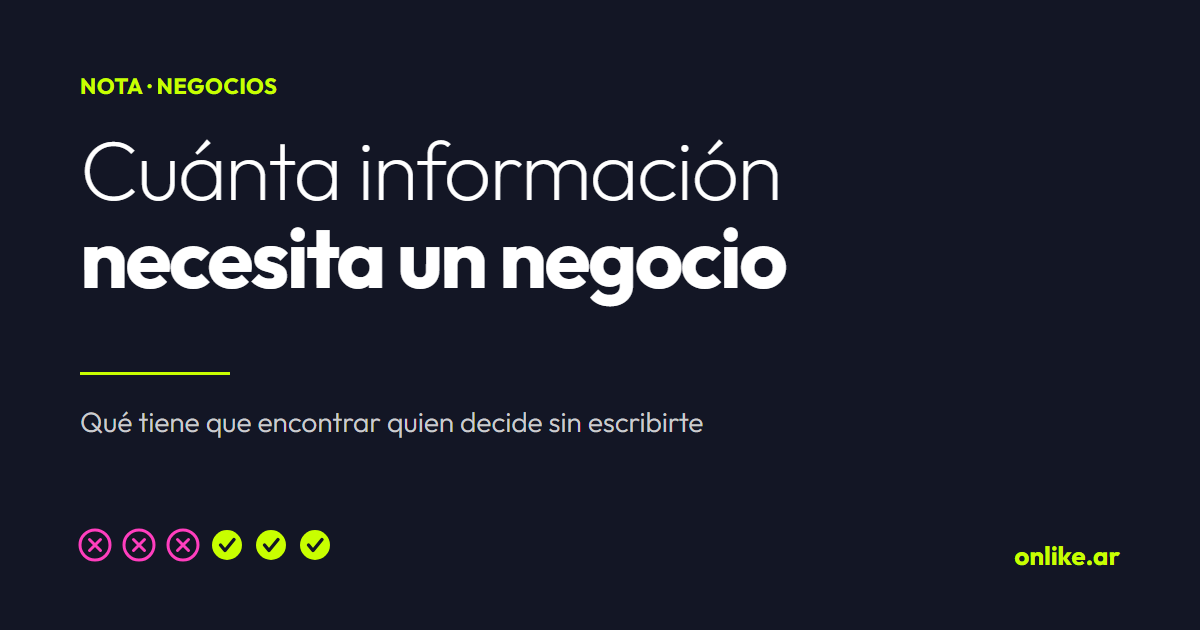 NOTA · NEGOCIOS
Cuánta información
necesita un negocio
Qué tiene que encontrar quien decide sin escribirte
onlike.ar